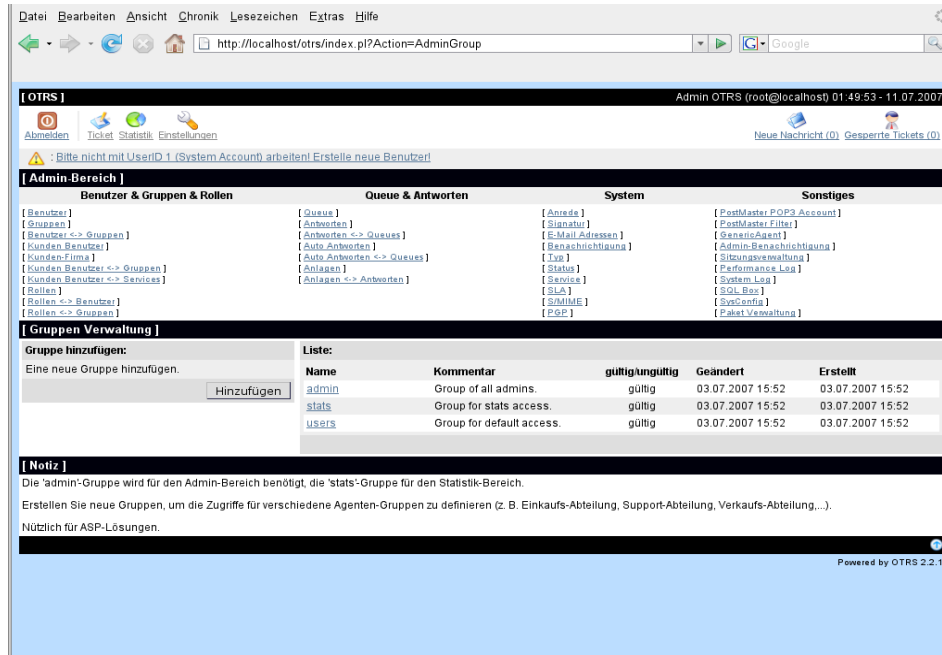 Datei Bearbeiten Ansicht Chronik Lesezeichen Extras Hilfe
http://localhost/otrs/index.pl?Action=AdminGroup
G Google
[ OTRS ] Admin OTRS (root@localhost) 01:49:53 - 11.07.2007
Abmelden Ticket Statistik Einstellungen Neue Nachricht (0) Gesperrte Tickets (0)
: Bitte nicht mit UserID 1 (System Account) arbeiten! Erstelle neue Benutzer!
[ Admin-Bereich ]
Benutzer & Gruppen & Rollen Queue & Antworten System Sonstiges
[ Benutzer ] [ Queue ] [ Anrede ] [ PostMaster POP3 Account ]
[ Gruppen ] [ Antworten ] [ Signatur ] [ PostMaster Filter ]
[ Benutzer <-> Gruppen ] [ Antworten <-> Queues ] [ E-Mail Adressen ] [ GenericAgent ]
[ Kunden Benutzer ] [ Auto Antworten ] [ Benachrichtigung ] [ Admin-Benachrichtigung ]
[ Kunden-Firma ] [ Auto Antworten <-> Queues ] [ Typ ] [ Sitzungsverwaltung ]
[ Kunden Benutzer <-> Gruppen ] [ Anlagen ] [ Status ] [ Performance Log ]
[ Kunden Benutzer <-> Services ] [ Anlagen <-> Antworten ] [ Service ] [ System Log ]
[ Rollen ] [ SLA ] [ SQL Box ]
[ Rollen <-> Benutzer ] [ S/MIME ] [ SysConfig ]
[ Rollen <-> Gruppen ] [ PGP ] [ Paket Verwaltung ]
[ Gruppen Verwaltung ]
Gruppe hinzufügen: Liste:
Eine neue Gruppe hinzufügen. Name Kommentar gültig/ungültig Geändert Erstellt
Hinzufügen admin Group of all admins. gültig 03.07.2007 15:52 03.07.2007 15:52
stats Group for stats access. gültig 03.07.2007 15:52 03.07.2007 15:52
users Group for default access. gültig 03.07.2007 15:52 03.07.2007 15:52
[ Notiz ]
Die 'admin'-Gruppe wird für den Admin-Bereich benötigt, die 'stats'-Gruppe für den Statistik-Bereich.
Erstellen Sie neue Gruppen, um die Zugriffe für verschiedene Agenten-Gruppen zu definieren (z. B. Einkaufs-Abteilung, Support-Abteilung, Verkaufs-Abteilung,...).
Nützlich für ASP-Lösungen.
Powered by OTRS 2.2.1